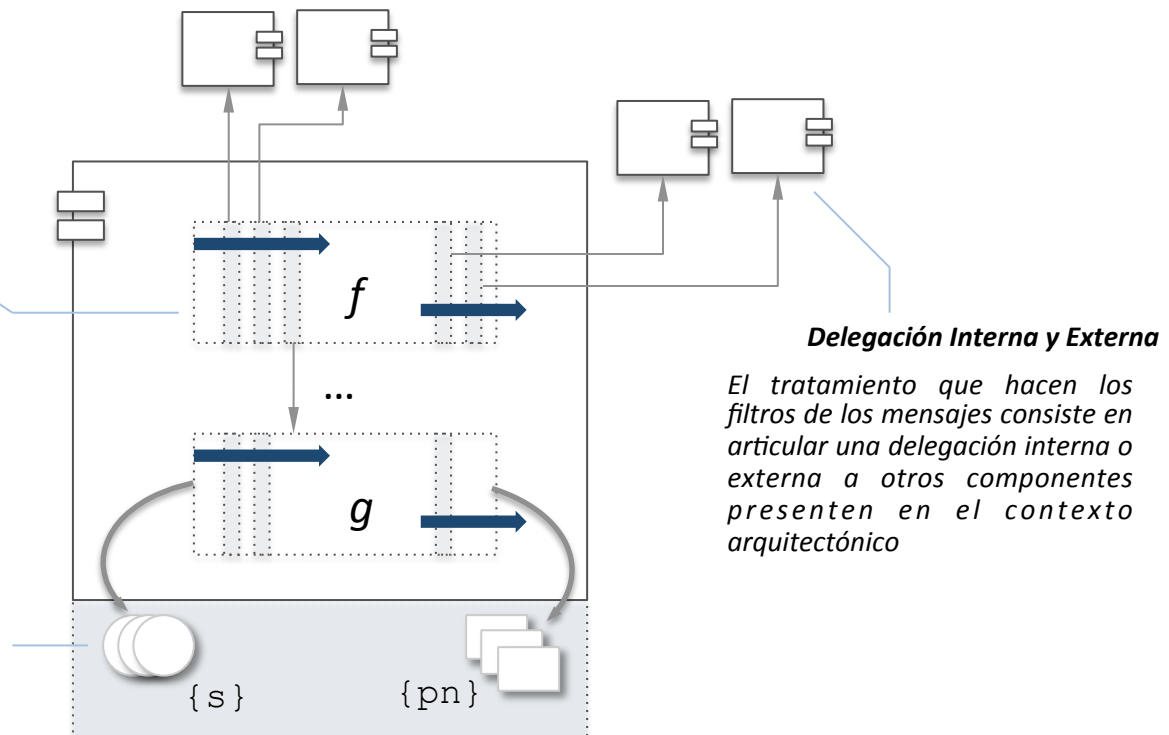 f
Delegación Interna y Externa
El tratamiento que hacen los
filtros de los mensajes consiste en
articular una delegación interna o
externa a otros componentes
presenten en el contexto
arquitectónico
...
g
{s}
{pn}